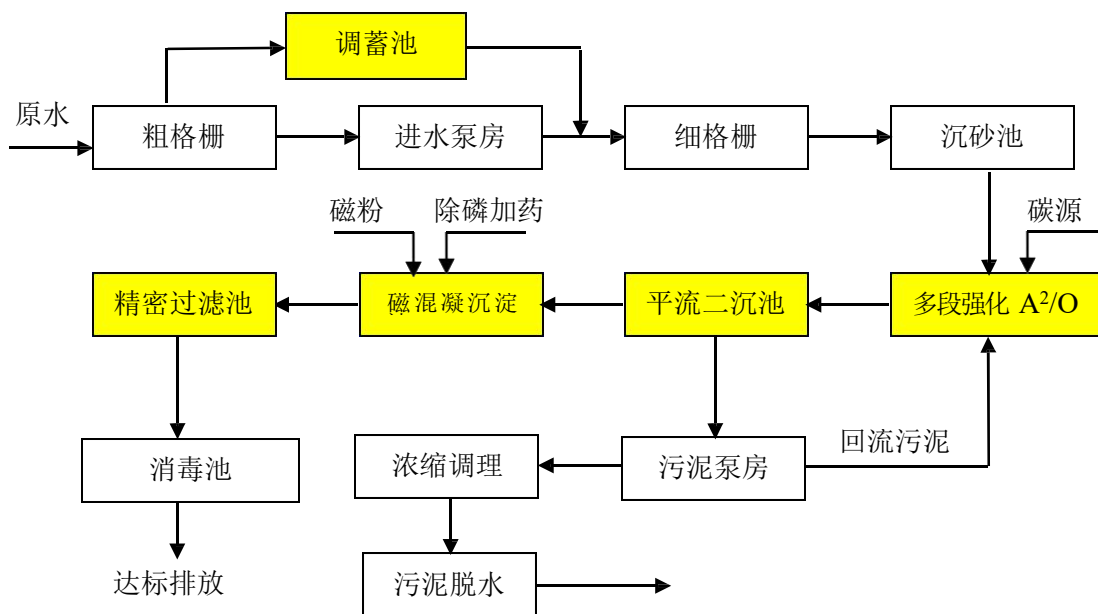 调蓄池
原水
粗格栅
进水泵房
细格栅
沉砂池
磁粉
除磷加药
碳源
精密过滤池
磁混凝沉淀
平流二沉池
多段强化 A²/O
消毒池
浓缩调理
污泥泵房
回流污泥
达标排放
污泥脱水